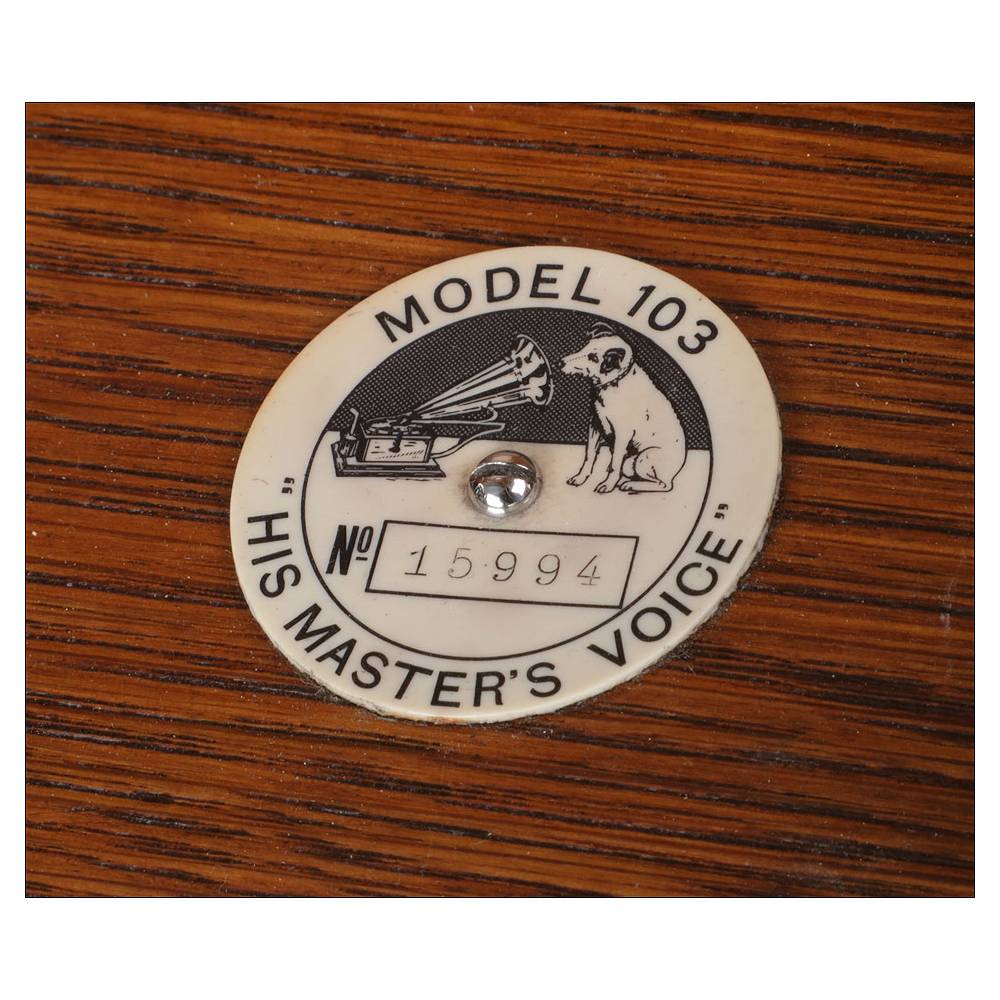 MODEL 103
Nº 15994
"HIS MASTER'S VOICE"